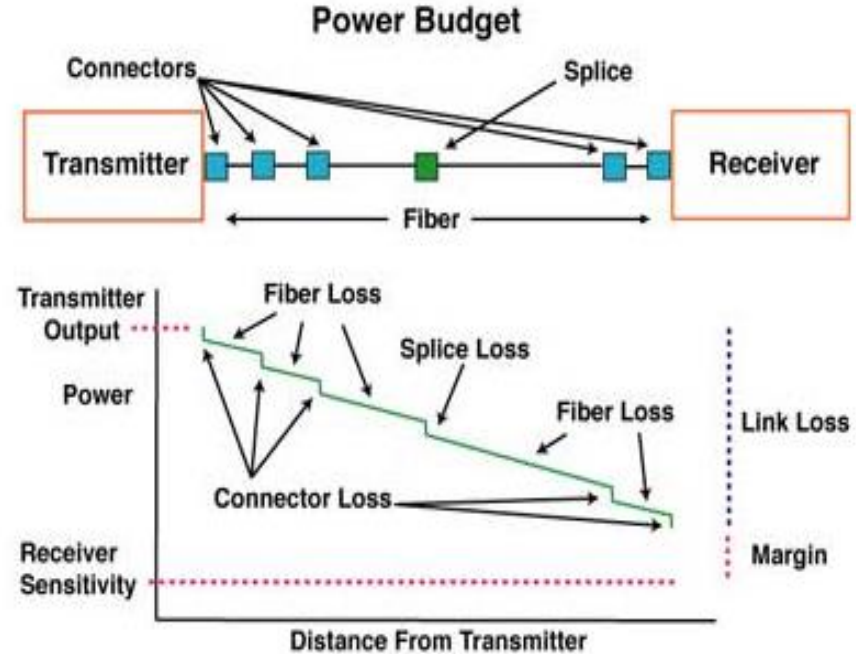 Power Budget
Connectors
Splice
Transmitter
Receiver
Fiber
Transmitter
Output
Fiber Loss
Splice Loss
Power
Fiber Loss
Link Loss
Connector Loss
Receiver
Sensitivity
Margin
Distance From Transmitter